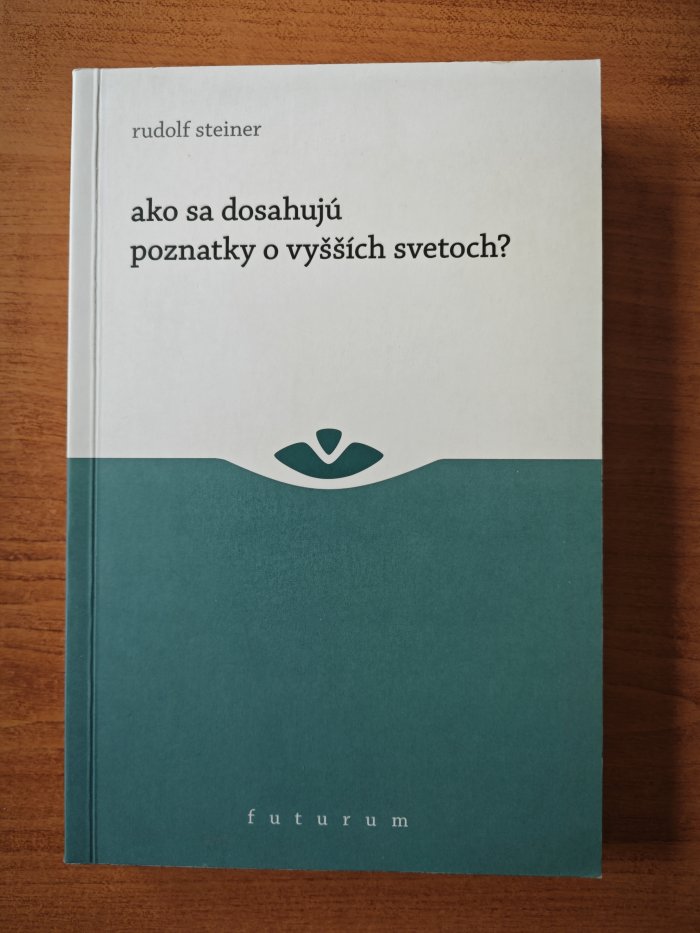 rudolf steiner
ako sa dosahujú
poznatky o vyšších svetoch?
futurum